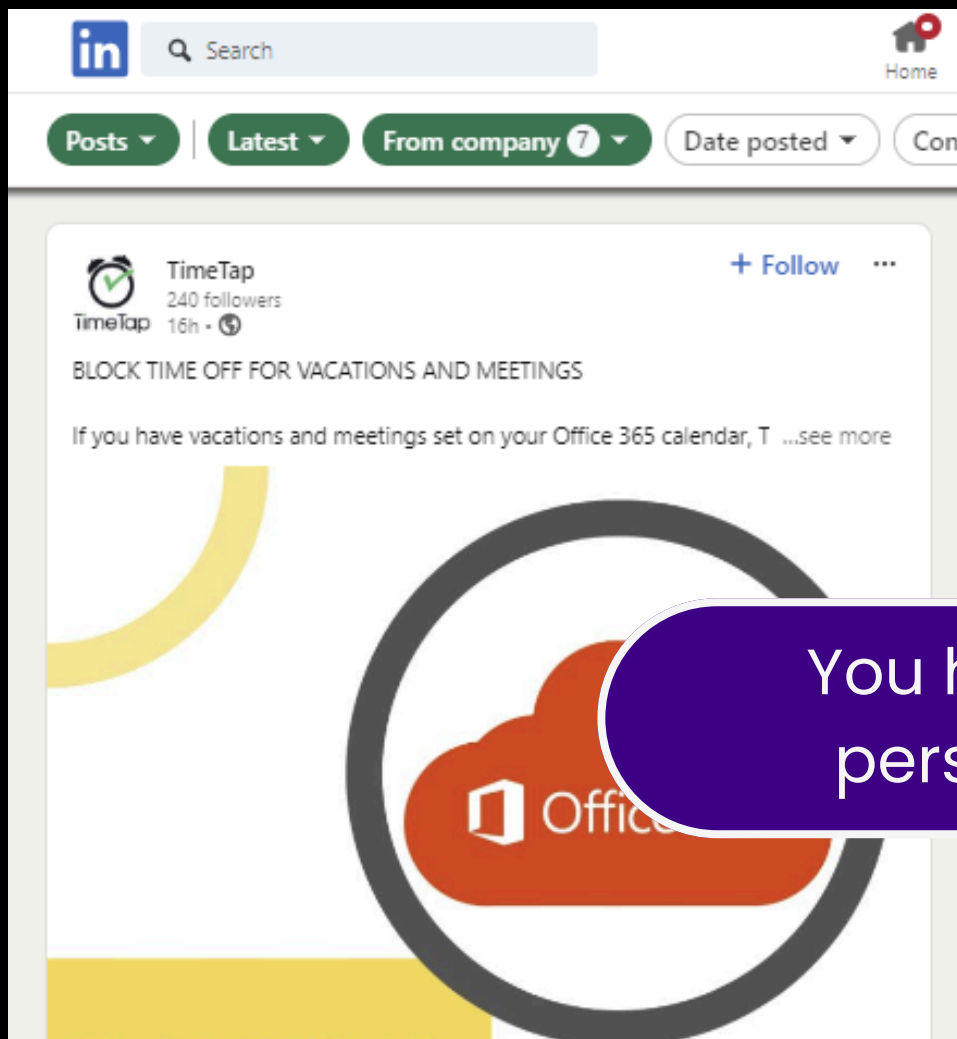 in Search
Home
Posts Latest From company 7 Date posted
TimeTap
+ Follow ...
240 followers
TimeTap 16h •
BLOCK TIME OFF FOR VACATIONS AND MEETINGS
If you have vacations and meetings set on your Office 365 calendar, T ...see more
You
Office